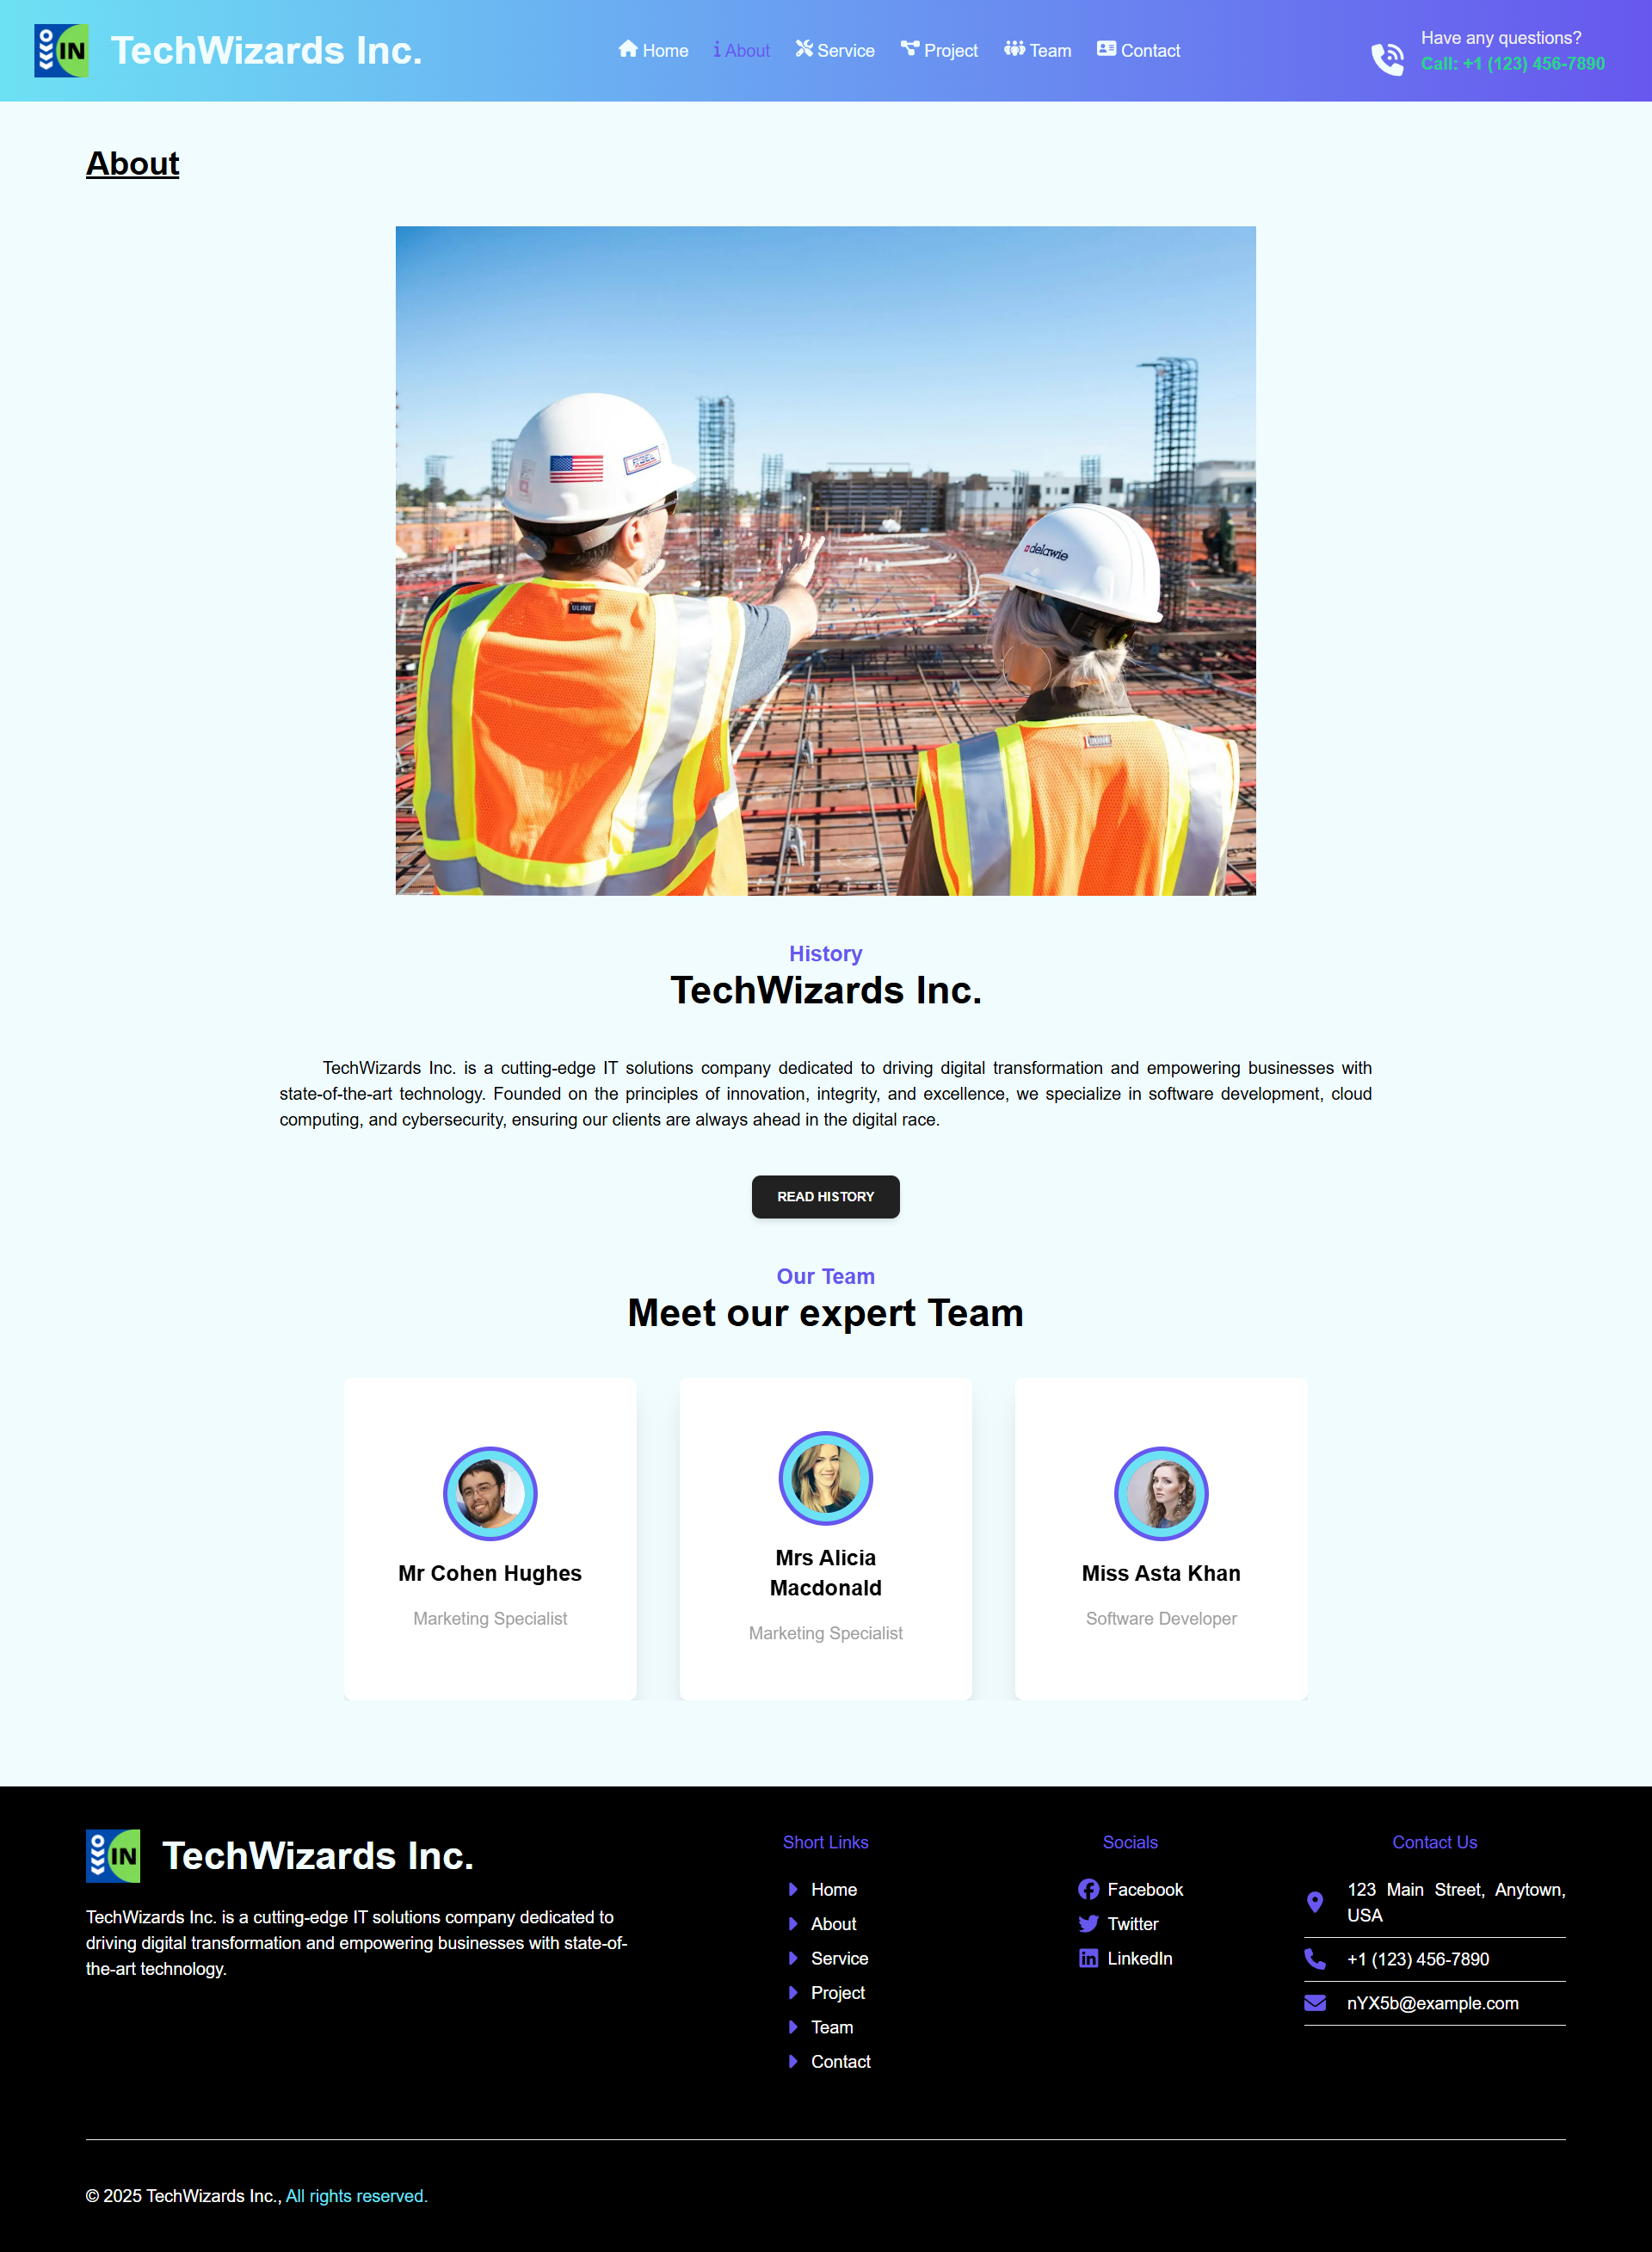 IN TechWizards Inc.
Home About Service Project Team Contact
Have any questions?
Call: +1 (123) 456-7890
About
delawie
ULINE
History
TechWizards Inc.
TechWizards Inc. is a cutting-edge IT solutions company dedicated to driving digital transformation and empowering businesses with
state-of-the-art technology. Founded on the principles of innovation, integrity, and excellence, we specialize in software development, cloud
computing, and cybersecurity, ensuring our clients are always ahead in the digital race.
READ HISTORY
Our Team
Meet our expert Team
Mr Cohen Hughes
Marketing Specialist
Mrs Alicia
Macdonald
Marketing Specialist
Miss Asta Khan
Software Developer
IN TechWizards Inc.
TechWizards Inc. is a cutting-edge IT solutions company dedicated to
driving digital transformation and empowering businesses with state-of-
the-art technology.
Short Links
Home
About
Service
Project
Team
Contact
Socials
Facebook
Twitter
LinkedIn
Contact Us
123 Main Street, Anytown,
USA
+1 (123) 456-7890
nYX5b@example.com
© 2025 TechWizards Inc., All rights reserved.